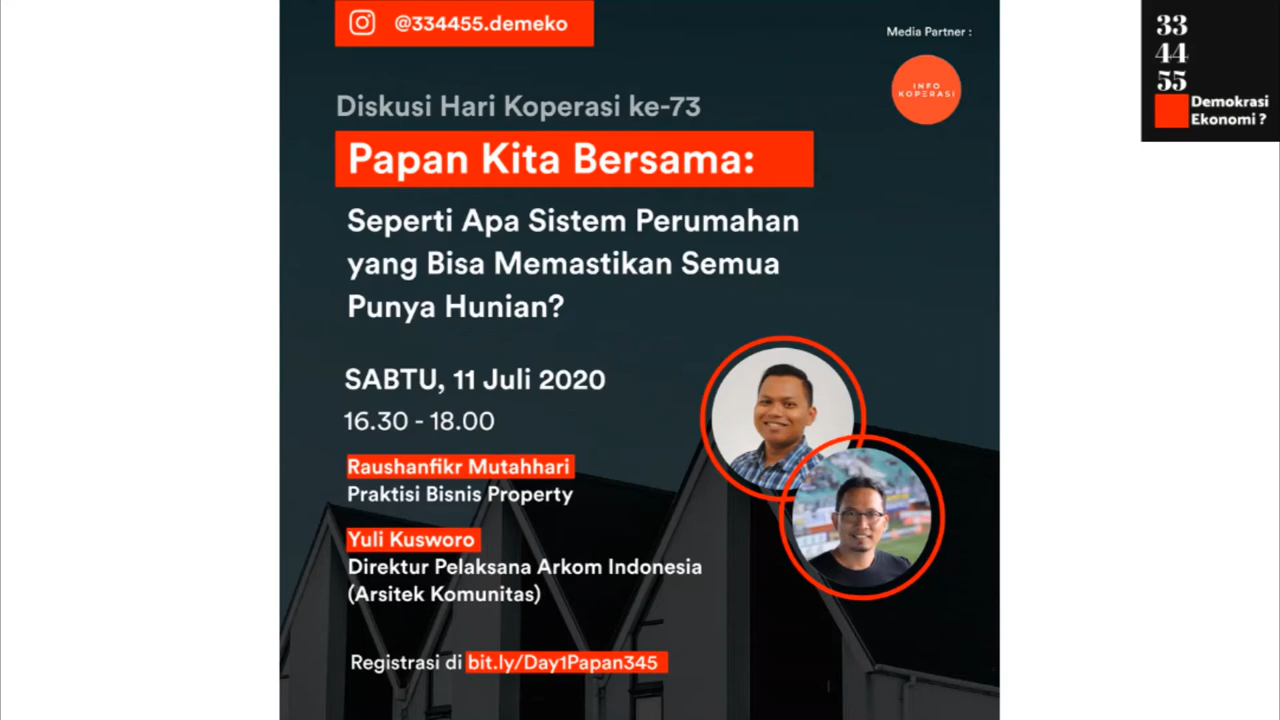 @334455.demeko
Media Partner :
INFO
KOPERASI
33
44
55
Demokrasi
Ekonomi ?
Diskusi Hari Koperasi ke-73
Papan Kita Bersama:
Seperti Apa Sistem Perumahan
yang Bisa Memastikan Semua
Punya Hunian?
SABTU, 11 Juli 2020
16.30 - 18.00
Raushanfikr Mutahhari
Praktisi Bisnis Property
Yuli Kusworo
Direktur Pelaksana Arkom Indonesia
(Arsitek Komunitas)
Registrasi di bit.ly/Day1Papan345